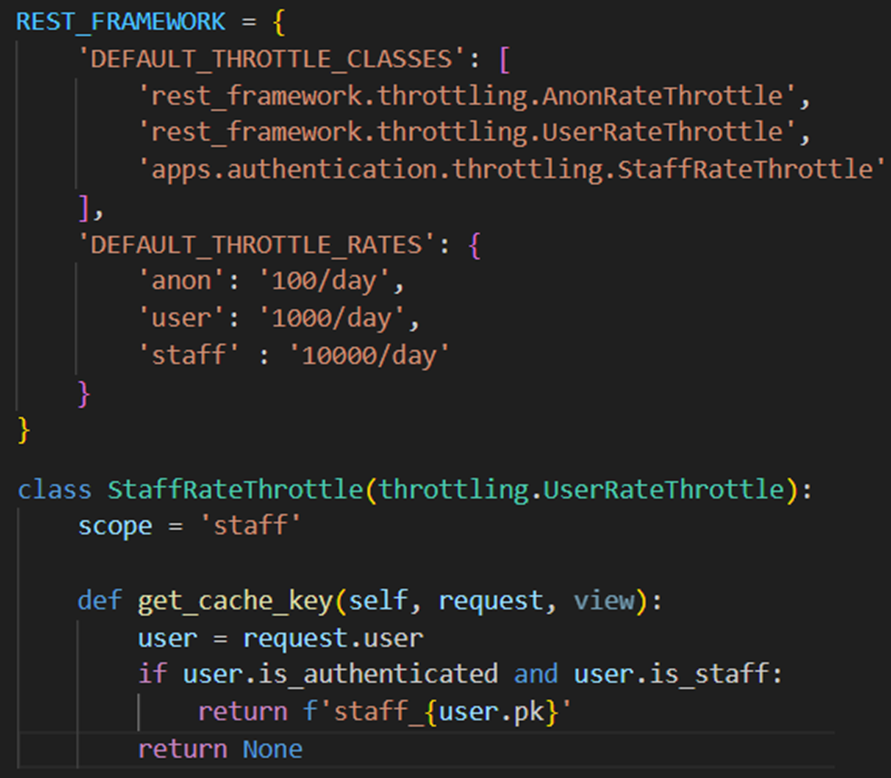 REST_FRAMEWORK = {
    'DEFAULT_THROTTLE_CLASSES': [
        'rest_framework.throttling.AnonRateThrottle',
        'rest_framework.throttling.UserRateThrottle',
        'apps.authentication.throttling.StaffRateThrottle'
    ],
    'DEFAULT_THROTTLE_RATES': {
        'anon': '100/day',
        'user': '1000/day',
        'staff' : '10000/day'
    }
}
class StaffRateThrottle(throttling.UserRateThrottle):
    scope = 'staff'
    def get_cache_key(self, request, view):
        user = request.user
        if user.is_authenticated and user.is_staff:
            return f'staff_{user.pk}'
        return None